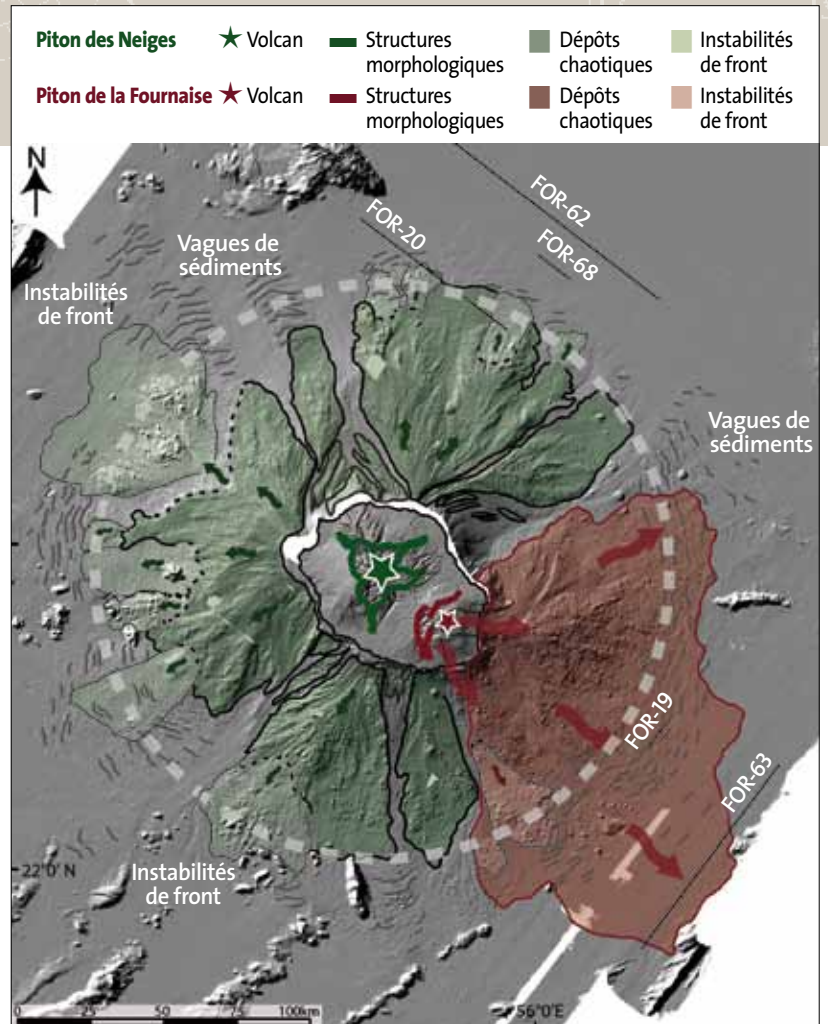 Piton des Neiges ★ Volcan Structures morphologiques Dépôts chaotiques Instabilités de front
Piton de la Fournaise ★ Volcan Structures morphologiques Dépôts chaotiques Instabilités de front
N
FOR-62
FOR-20
FOR-68
Vagues de
sédiments
Instabilités
de front
Vagues de
sédiments
FOR-19
FOR-63
22°0' N
Instabilités
de front
0 25 50 75 100km
56°0'E